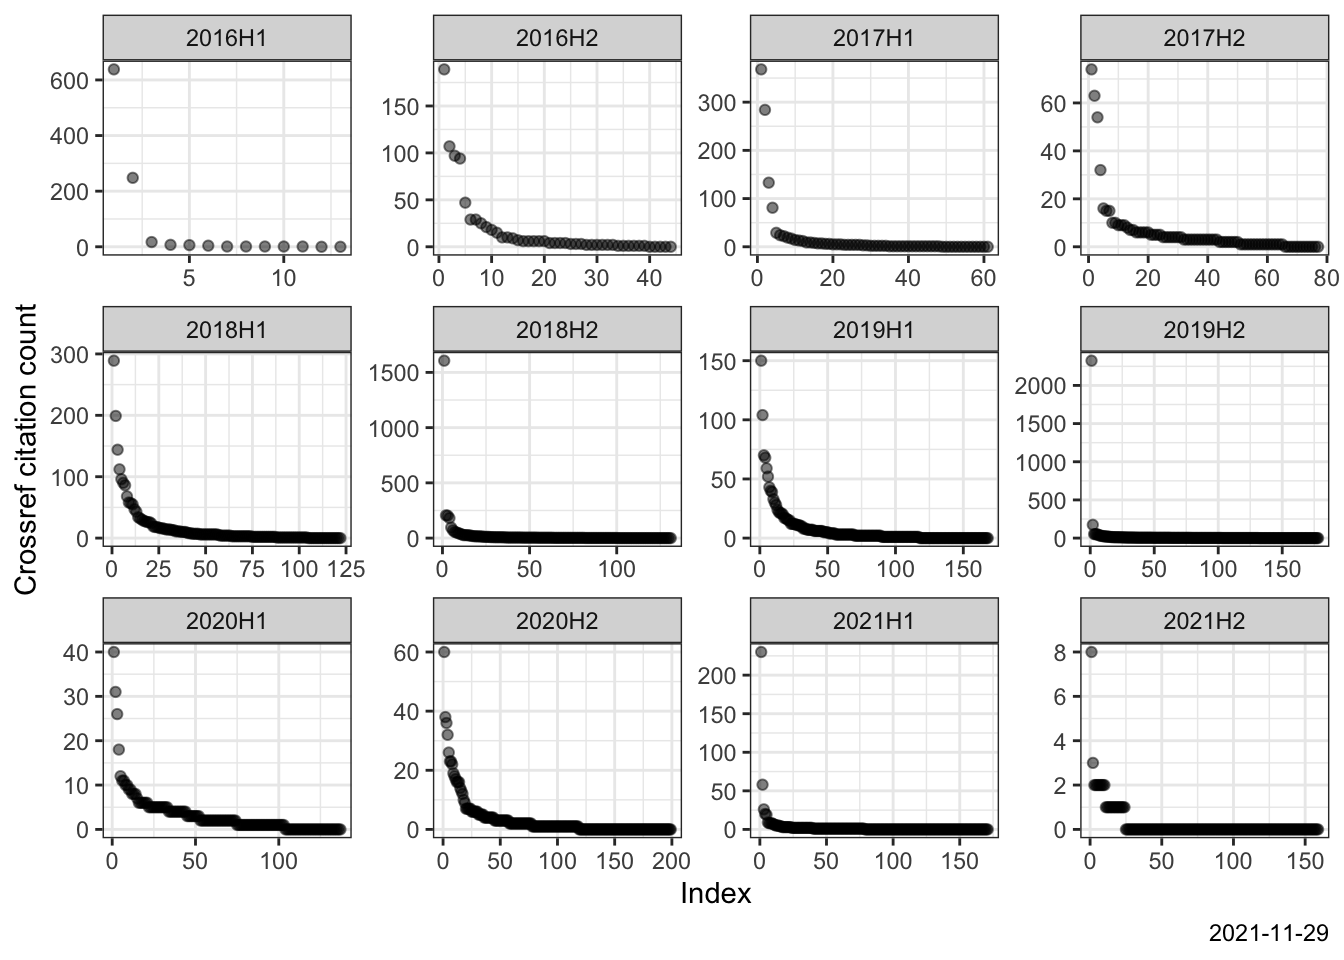 2016H1 2016H2 2017H1 2017H2
600 400 200 0
150 100 50 0
300 200 100 0
60 40 20 0
5 10
0 10 20 30 40
0 20 40 60
0 20 40 60 80
Crossref citation count
2018H1 2018H2 2019H1 2019H2
300 200 100 0
1500 1000 500 0
150 100 50 0
2000 1500 1000 500 0
0 25 50 75 100 125
0 50 100
0 50 100 150
0 50 100 150
2020H1 2020H2 2021H1 2021H2
40 30 20 10 0
60 40 20 0
200 150 100 50 0
8 6 4 2 0
0 50 100
0 50 100 150 200
0 50 100 150
0 50 100 150
Index
2021-11-29